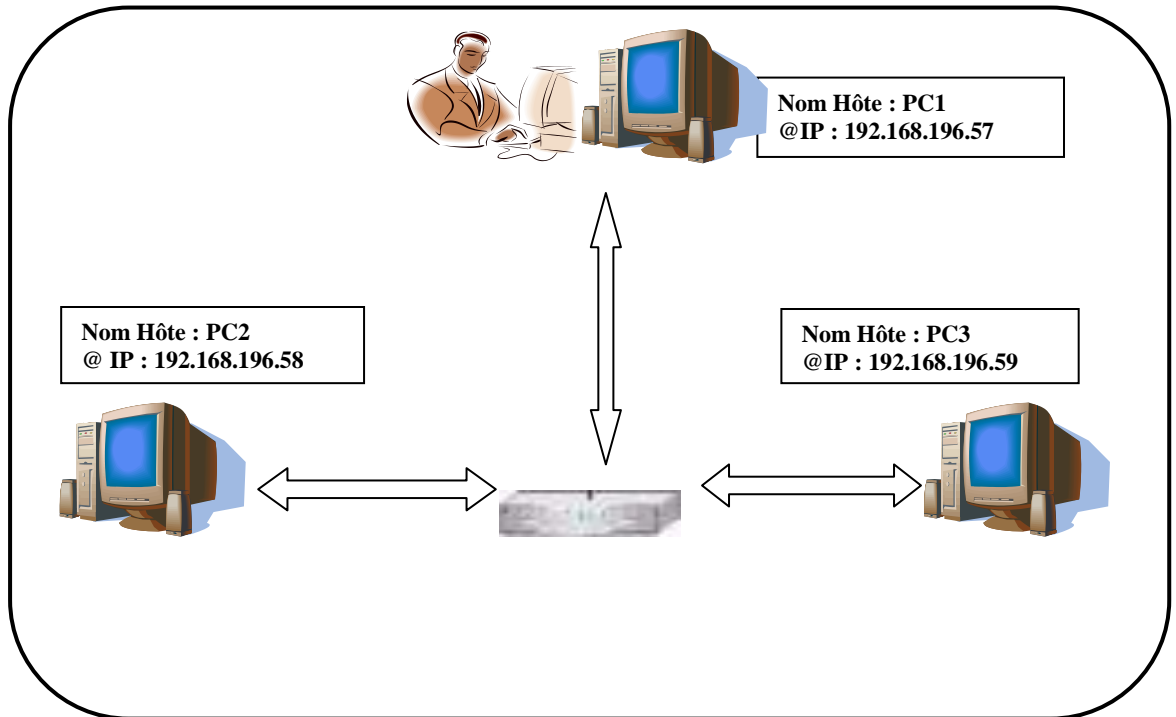 Nom Hôte : PC1
@IP : 192.168.196.57
Nom Hôte : PC2
@ IP : 192.168.196.58
Nom Hôte : PC3
@IP : 192.168.196.59